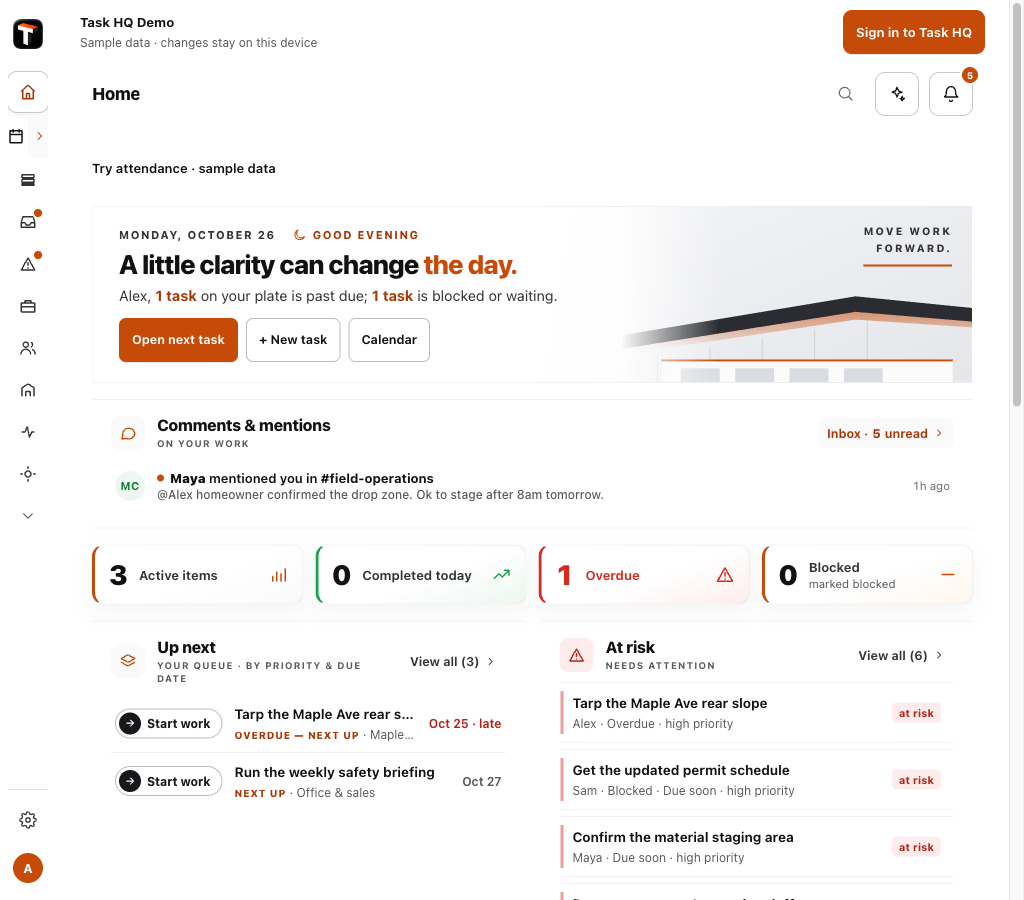 Task HQ Demo
Sample data · changes stay on this device
Sign in to Task HQ
Home
5
Try attendance · sample data
MONDAY, OCTOBER 26 GOOD EVENING
A little clarity can change the day.
Alex, 1 task on your plate is past due; 1 task is blocked or waiting.
Open next task
+ New task
Calendar
MOVE WORK
FORWARD.
Comments & mentions
ON YOUR WORK
Inbox · 5 unread
MC
Maya mentioned you in #field-operations
@Alex homeowner confirmed the drop zone. Ok to stage after 8am tomorrow.
1h ago
3 Active items
0 Completed today
1 Overdue
0 Blocked
marked blocked
Up next
YOUR QUEUE · BY PRIORITY & DUE
DATE
View all (3)
Start work
Tarp the Maple Ave rear s...
OVERDUE — NEXT UP · Maple...
Oct 25 · late
Start work
Run the weekly safety briefing
NEXT UP · Office & sales
Oct 27
At risk
NEEDS ATTENTION
View all (6)
Tarp the Maple Ave rear slope
Alex · Overdue · high priority
at risk
Get the updated permit schedule
Sam · Blocked · Due soon · high priority
at risk
Confirm the material staging area
Maya · Due soon · high priority
at risk
A